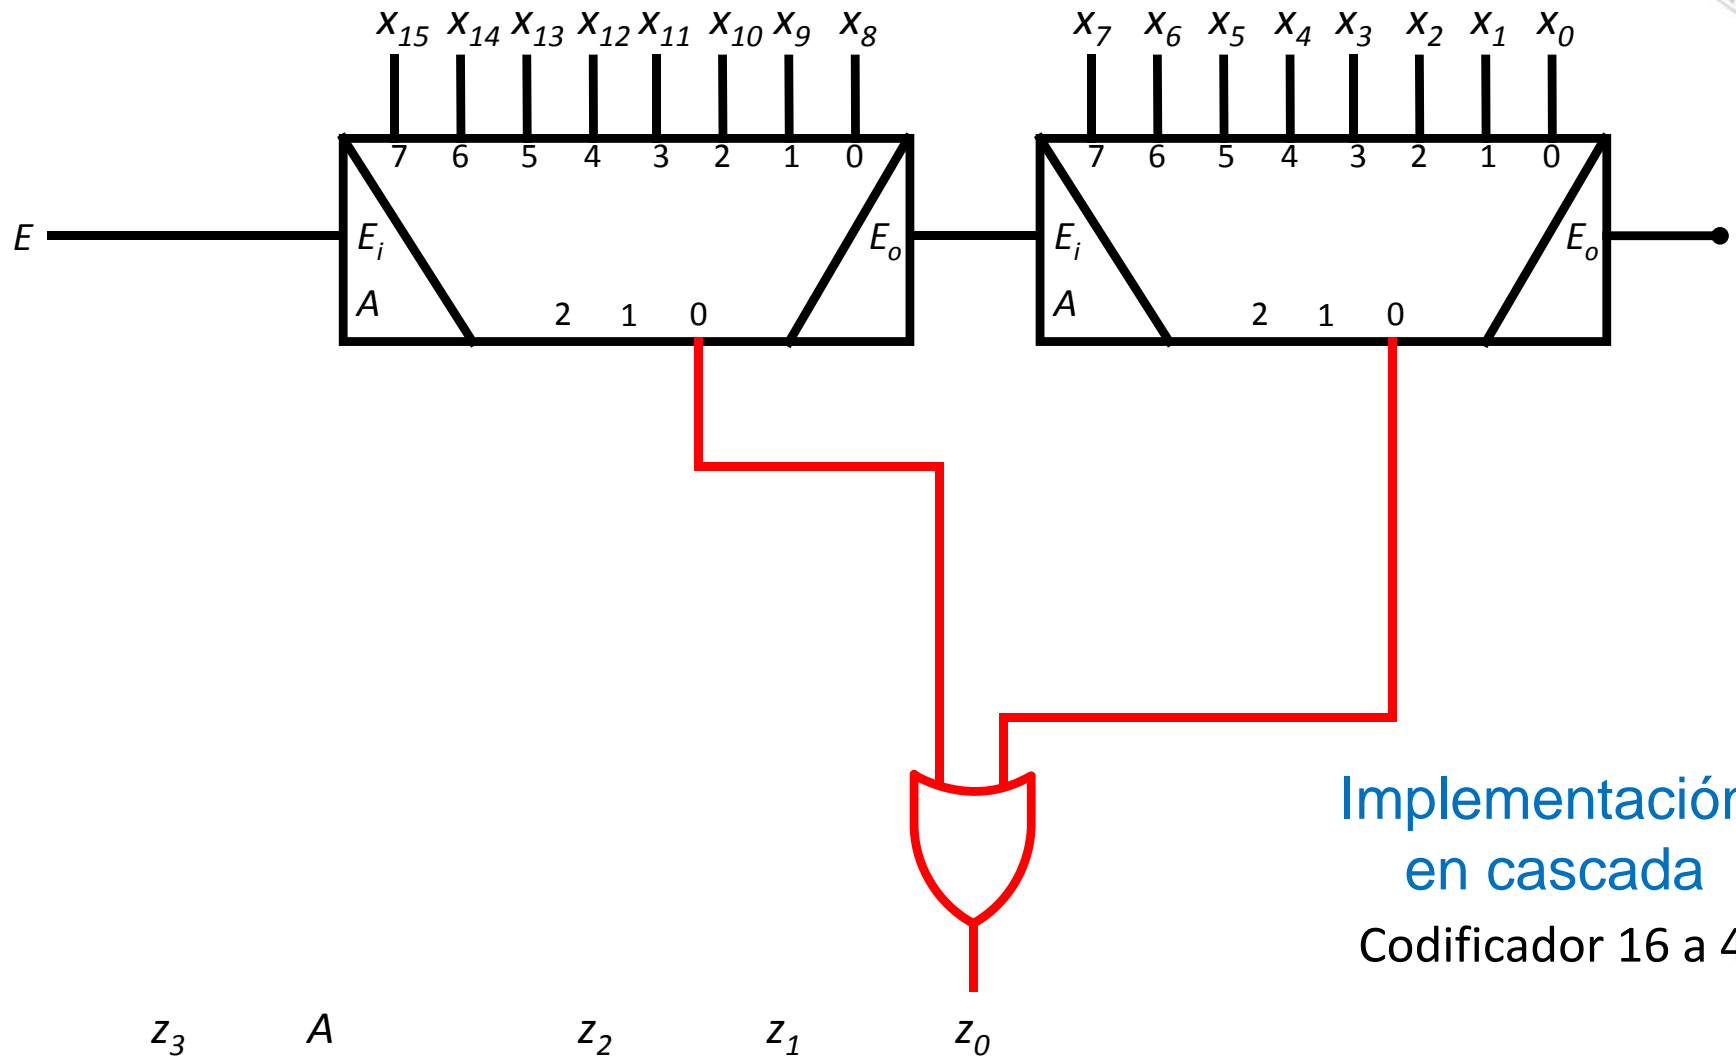 x15 x14 x13 x12 x11 x10 x9 x8 x7 x6 x5 x4 x3 x2 x1 x0
7 6 5 4 3 2 1 0 7 6 5 4 3 2 1 0
E Ei Eo Ei Eo
A 2 1 0 A 2 1 0
Implementación
en cascada
Codificador 16 a 4
z3 A z2 z1 z0